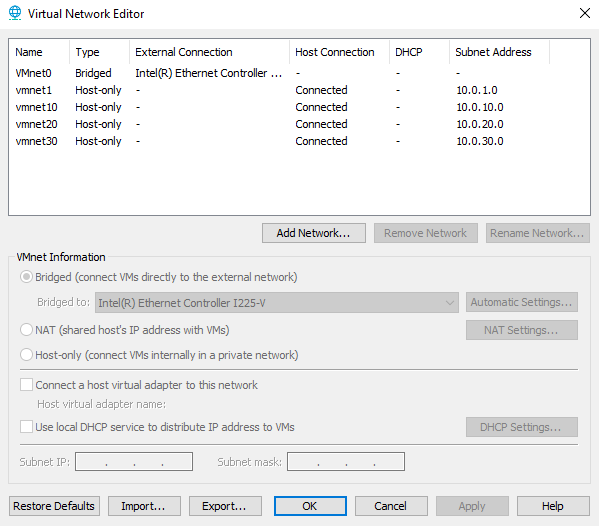 Virtual Network Editor
Name Type External Connection Host Connection DHCP Subnet Address
VMnet0 Bridged Intel(R) Ethernet Controller ... - - -
vmnet1 Host-only - Connected - 10.0.1.0
vmnet10 Host-only - Connected - 10.0.10.0
vmnet20 Host-only - Connected - 10.0.20.0
vmnet30 Host-only - Connected - 10.0.30.0
Add Network... Remove Network Rename Network...
VMnet Information
Bridged (connect VMs directly to the external network)
Bridged to: Intel(R) Ethernet Controller I225-V Automatic Settings...
NAT (shared host's IP address with VMs) NAT Settings...
Host-only (connect VMs internally in a private network)
Connect a host virtual adapter to this network
Host virtual adapter name:
Use local DHCP service to distribute IP address to VMs DHCP Settings...
Subnet IP: . . . Subnet mask: . . .
Restore Defaults Import... Export... OK Cancel Apply Help